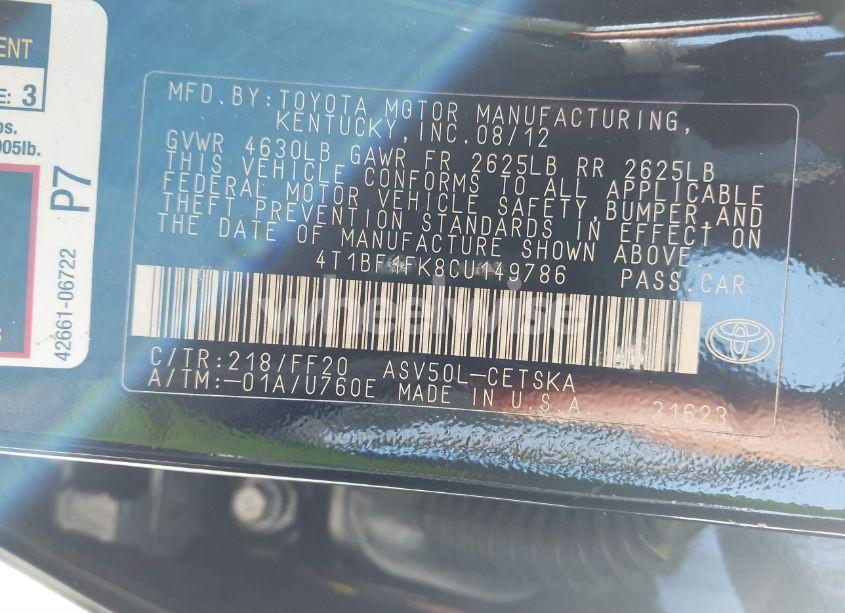 ENT
E: 3
os.
005lb.
P7
42661-06722
MFD.BY:TOYOTA MOTOR MANUFACTURING,
KENTUCKY,INC.08/12
GVWR 4630LB GAWR FR 2625LB RR 2625LB
THIS VEHICLE CONFORMS TO ALL APPLICABLE
FEDERAL MOTOR VEHICLE SAFETY,BUMPER,AND
THEFT PREVENTION STANDARDS IN EFFECT ON
THE DATE OF MANUFACTURE SHOWN ABOVE.
4T1BF1FK8CU149786 PASS.CAR
wheelwise
C/TR:218/FF20 ASV50L-CETSKA
A/TM:-01A/U760E MADE IN U.S.A. 31623